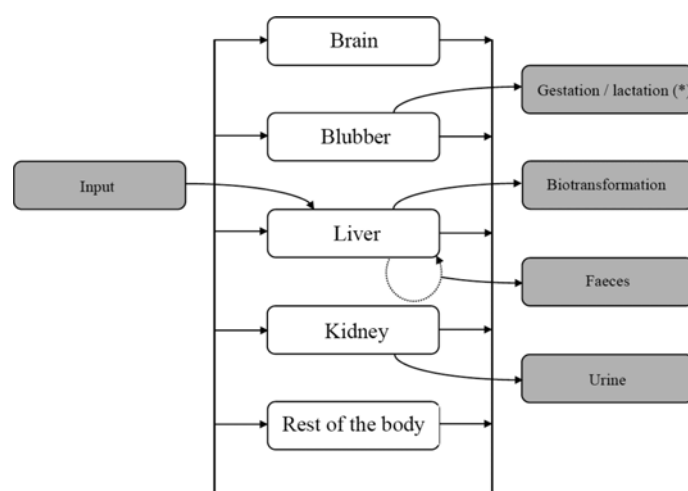 Brain
Gestation / lactation (*)
Blubber
Input
Biotransformation
Liver
Faeces
Kidney
Urine
Rest of the body